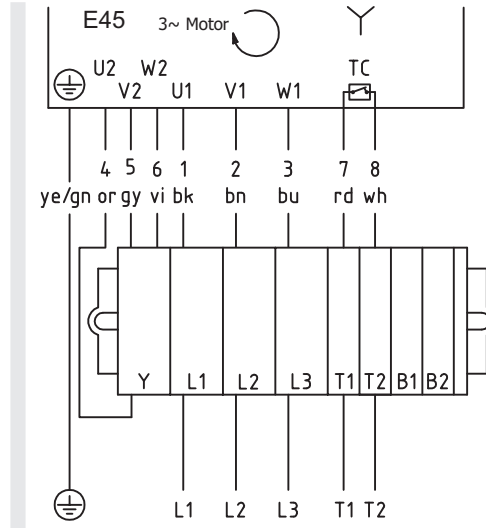 E45 3~ Motor
U2 W2 TC
V2 U1 V1 W1
4 5 6 1 2 3 7 8
ye/gn or gy vi bk bn bu rd wh
Y L1 L2 L3 T1 T2 B1 B2
L1 L2 L3 T1 T2